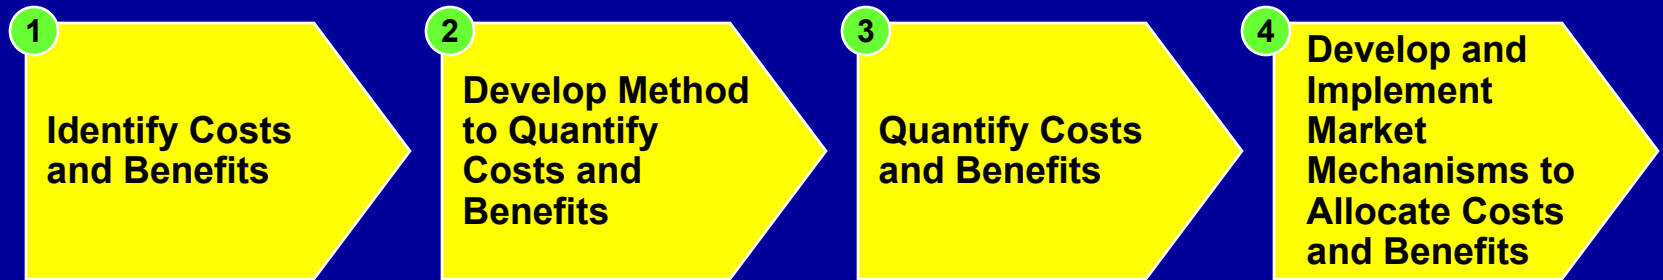 1
Identify Costs
and Benefits
2
Develop Method
to Quantify
Costs and
Benefits
3
Quantify Costs
and Benefits
4
Develop and
Implement
Market
Mechanisms to
Allocate Costs
and Benefits